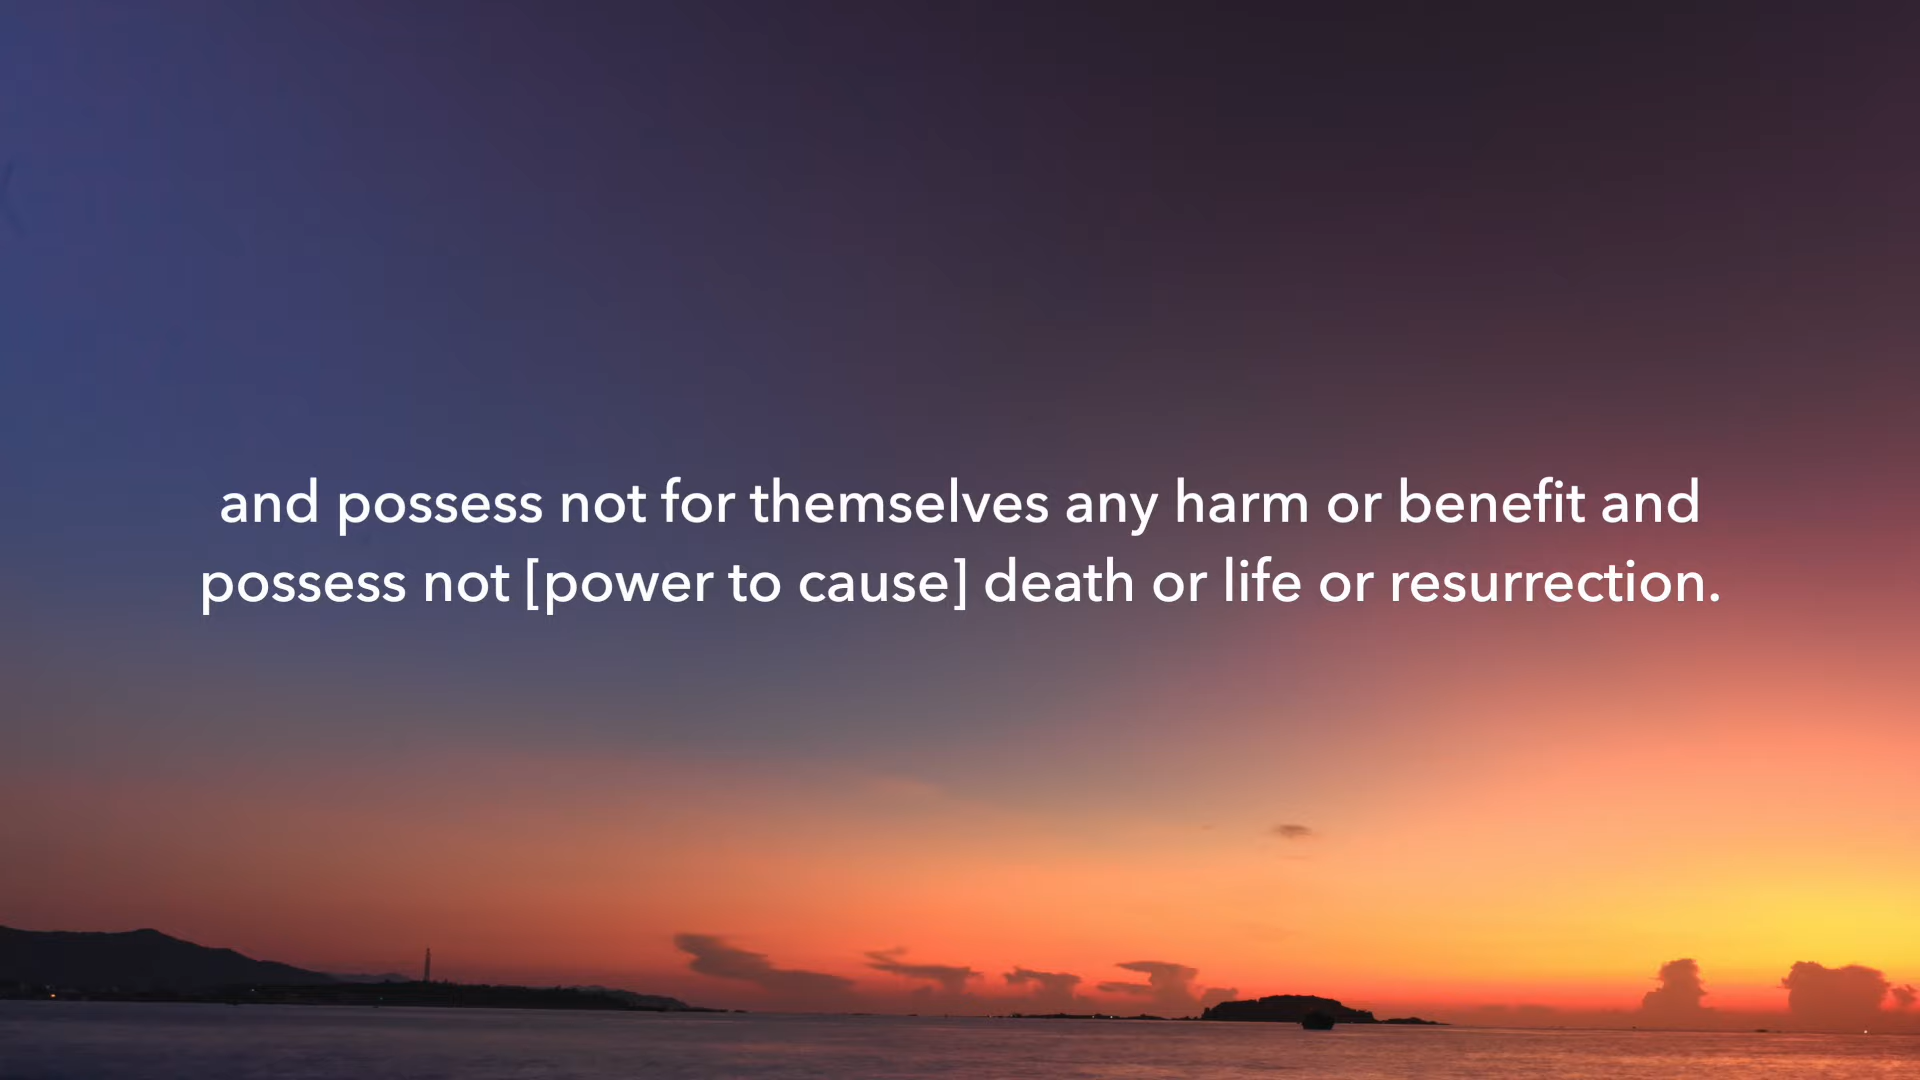 and possess not for themselves any harm or benefit and
possess not [power to cause] death or life or resurrection.